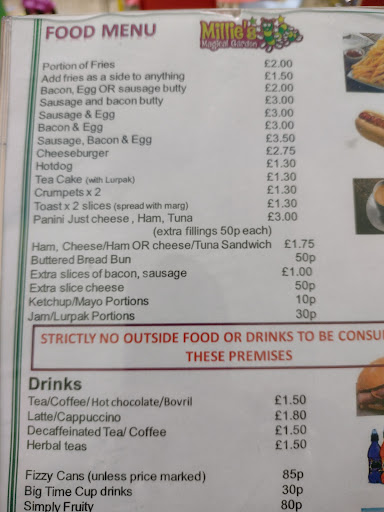 FOOD MENU
Millie's
Magical Garden
Portion of Fries £2.00
Add fries as a side to anything £1.50
Bacon, Egg OR sausage butty £2.00
Sausage and bacon butty £3.00
Sausage & Egg £3.00
Bacon & Egg £3.00
Sausage, Bacon & Egg £3.50
Cheeseburger £2.75
Hotdog £1.30
Tea Cake (with Lurpak) £1.30
Crumpets x 2 £1.30
Toast x 2 slices (spread with marg) £1.30
Panini Just cheese , Ham, Tuna £3.00
(extra fillings 50p each)
Ham, Cheese/Ham OR cheese/Tuna Sandwich £1.75
Buttered Bread Bun 50p
Extra slices of bacon, sausage £1.00
Extra slice cheese 50p
Ketchup/Mayo Portions 10p
Jam/Lurpak Portions 30p
STRICTLY NO OUTSIDE FOOD OR DRINKS TO BE CONSU
THESE PREMISES
Drinks
Tea/Coffee/Hot chocolate/Bovril £1.50
Latte/Cappuccino £1.80
Decaffeinated Tea/ Coffee £1.50
Herbal teas £1.50
Fizzy Cans (unless price marked) 85p
Big Time Cup drinks 30p
Simply Fruity 80p